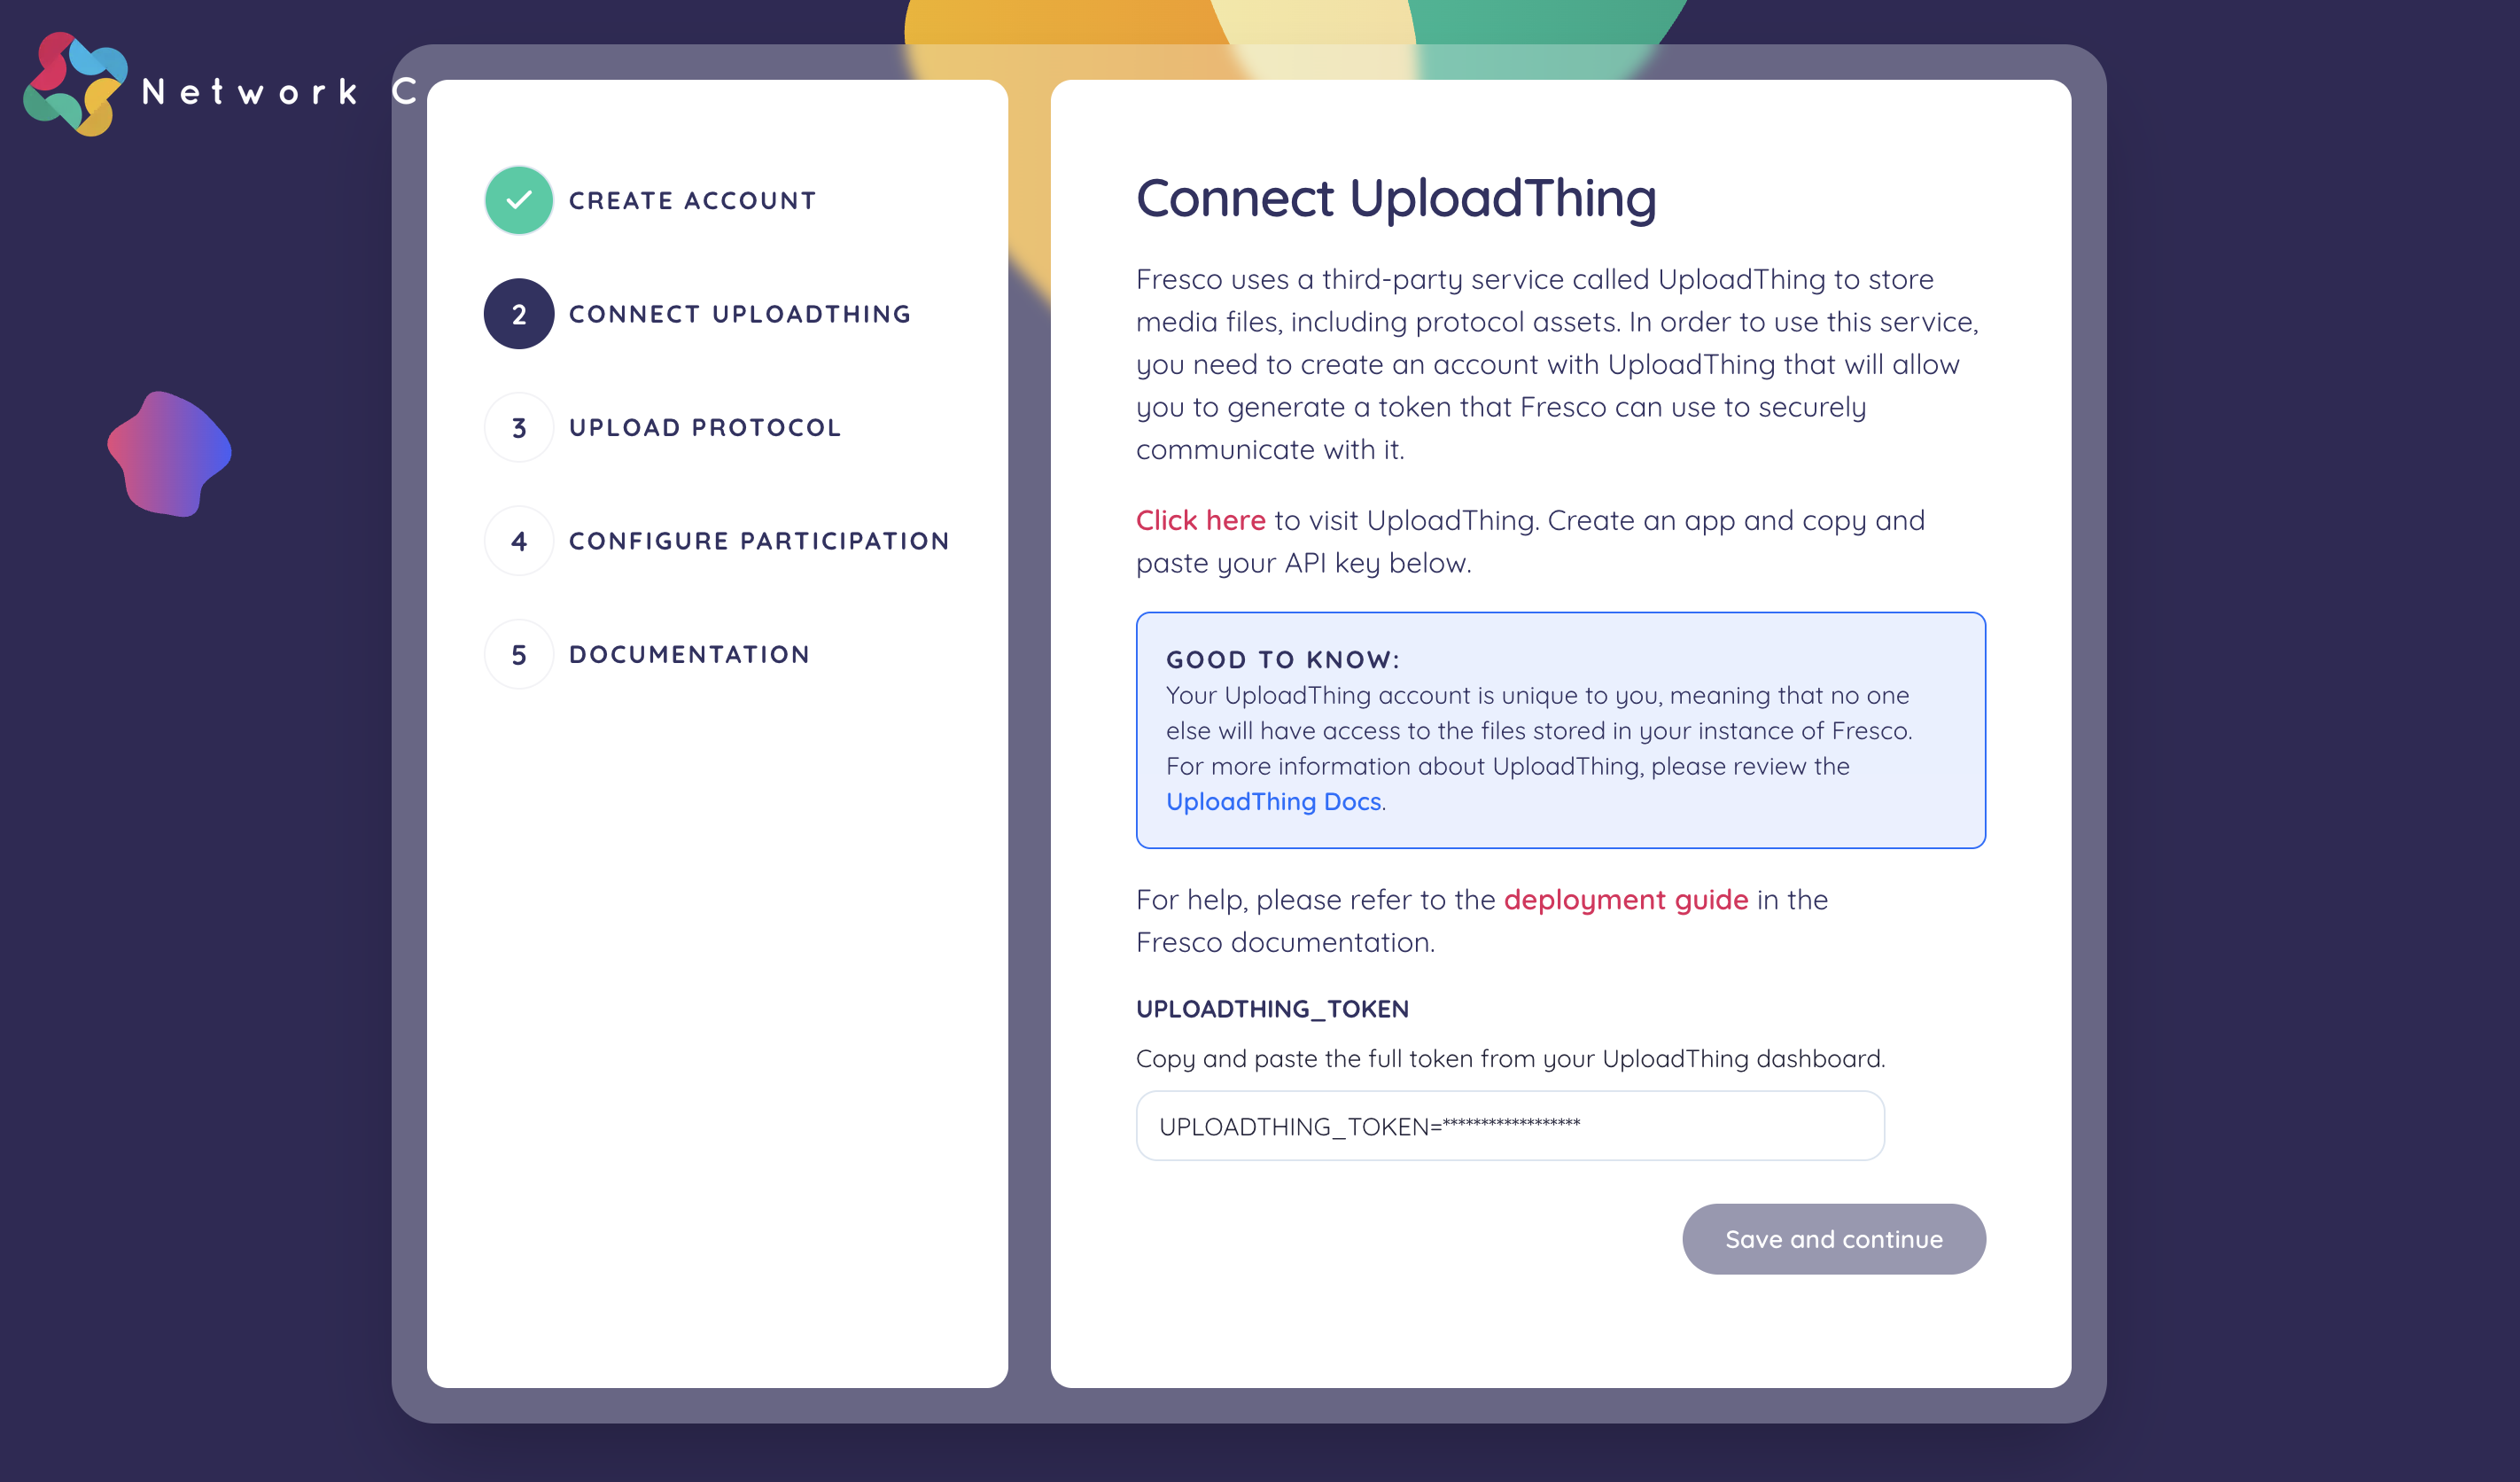 Network C
CREATE ACCOUNT
2 CONNECT UPLOADTHING
3 UPLOAD PROTOCOL
4 CONFIGURE PARTICIPATION
5 DOCUMENTATION
Connect UploadThing
Fresco uses a third-party service called UploadThing to store
media files, including protocol assets. In order to use this service,
you need to create an account with UploadThing that will allow
you to generate a token that Fresco can use to securely
communicate with it.
Click here to visit UploadThing. Create an app and copy and
paste your API key below.
GOOD TO KNOW:
Your UploadThing account is unique to you, meaning that no one
else will have access to the files stored in your instance of Fresco.
For more information about UploadThing, please review the
UploadThing Docs.
For help, please refer to the deployment guide in the
Fresco documentation.
UPLOADTHING_TOKEN
Copy and paste the full token from your UploadThing dashboard.
UPLOADTHING_TOKEN=******************
Save and continue